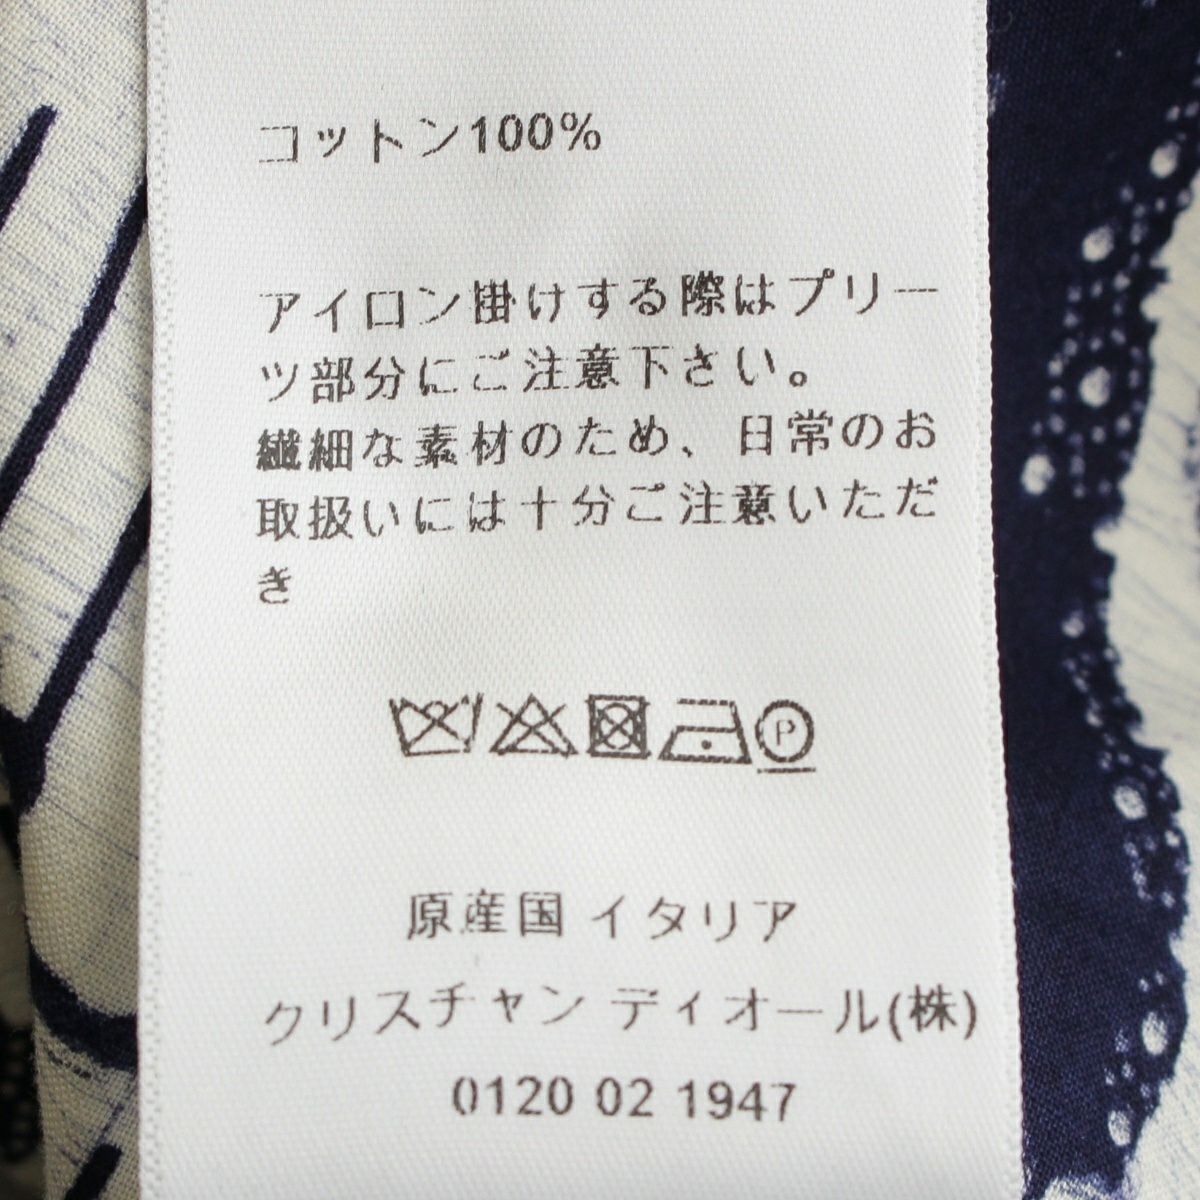 コットン100%
アイロン掛けする際はプリー
ツ部分にご注意下さい。
繊細な素材のため、日常のお
取扱いには十分ご注意いただ
き
P
原産国 イタリア
クリスチャン ディオール(株)
0120 02 1947